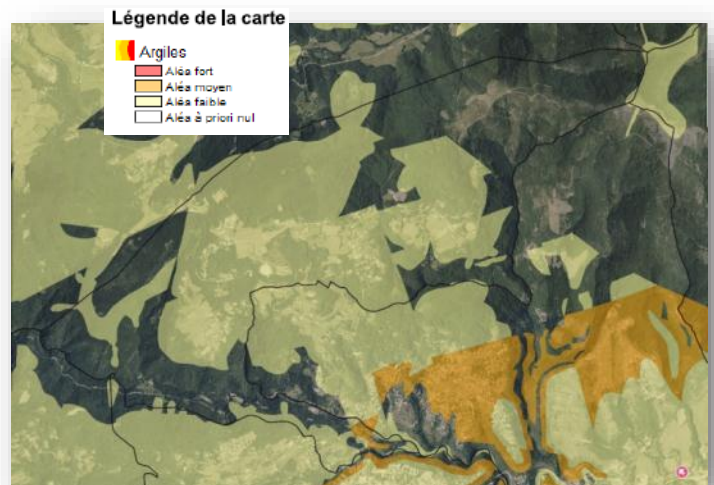 Légende de la carte
Argiles
Aléa fort
Aléa moyen
Aléa faible
Aléa à priori nul